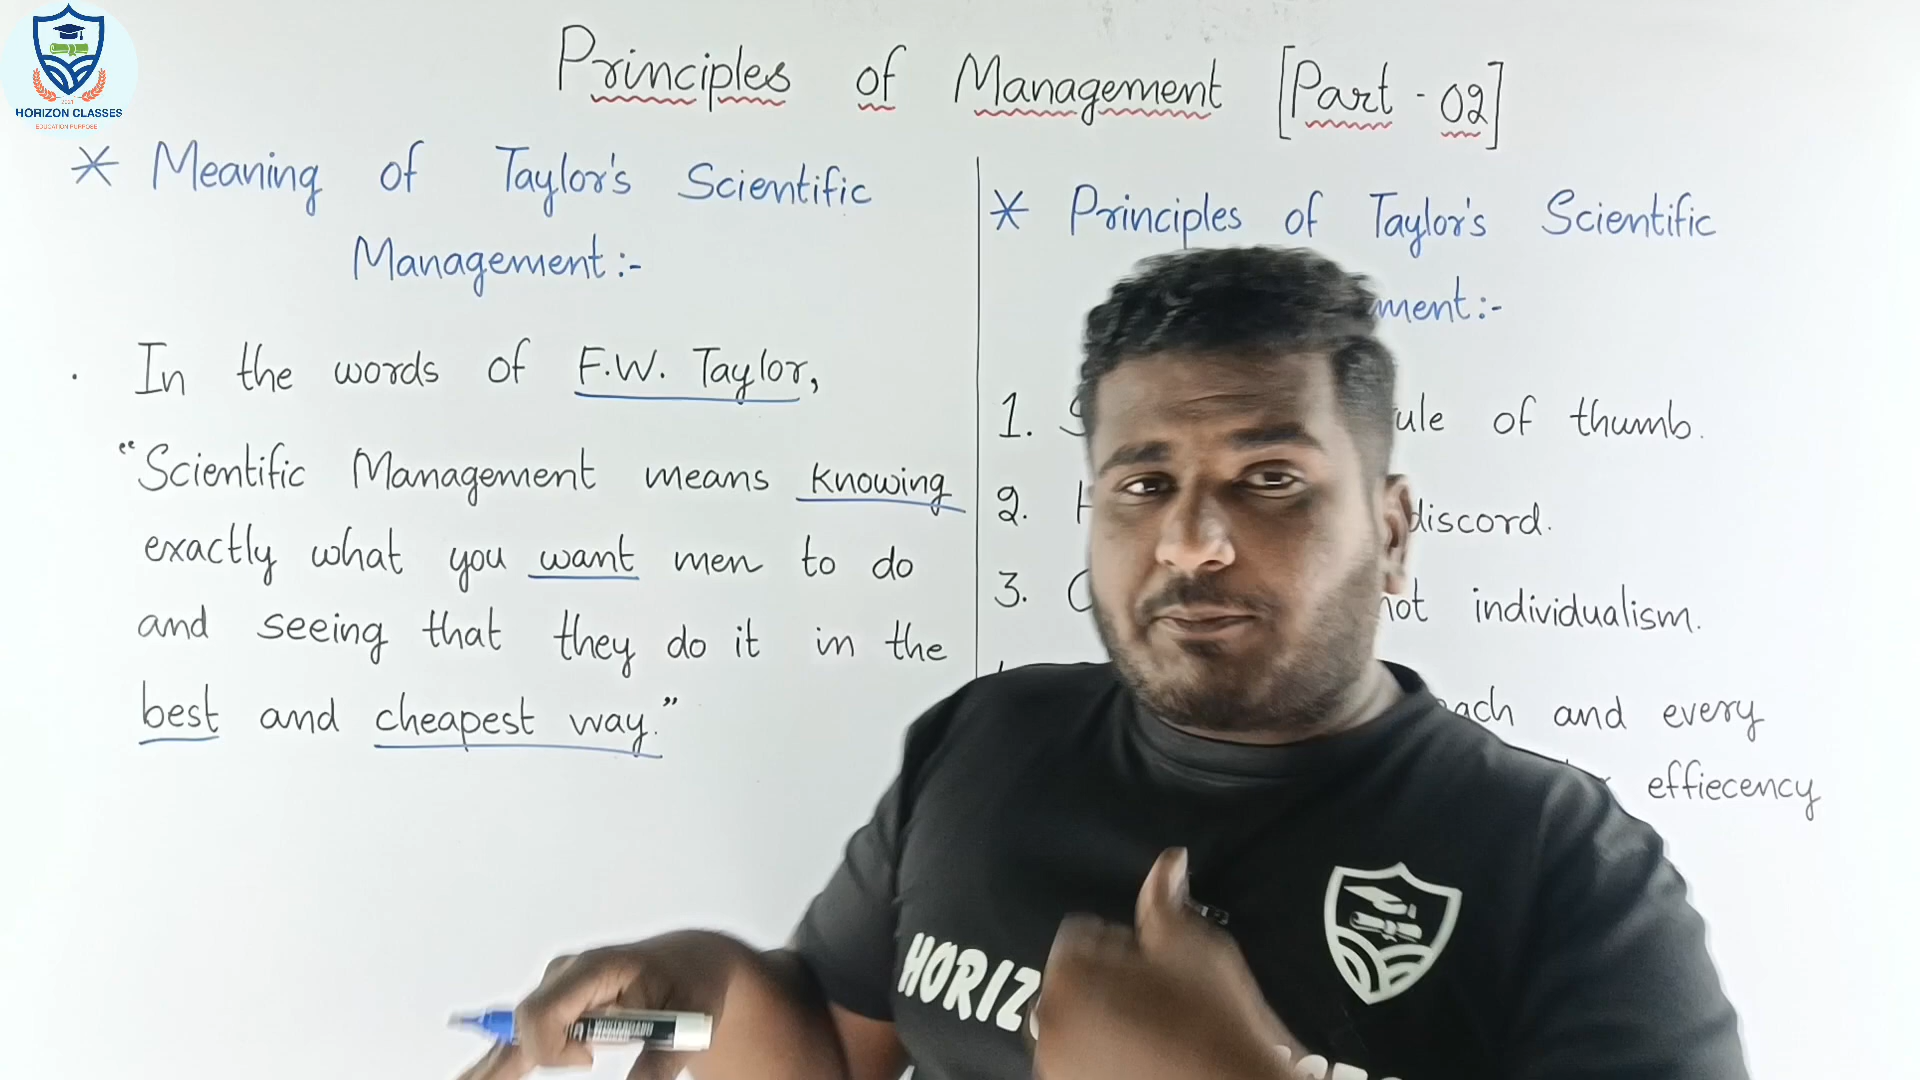 HORIZON CLASSES
EDUCATION PURPOSE
Principles of Management [Part - 02]
* Meaning of Taylor's Scientific
Management:-
. In the words of F.W. Taylor,
"Scientific Management means knowing
exactly what you want men to do
and seeing that they do it in the
best and cheapest way."
* Principles of Taylor's Scientific
ment:-
1. S ule of thumb.
2. H discord.
3. C not individualism.
each and every
effiecency
HORIZ